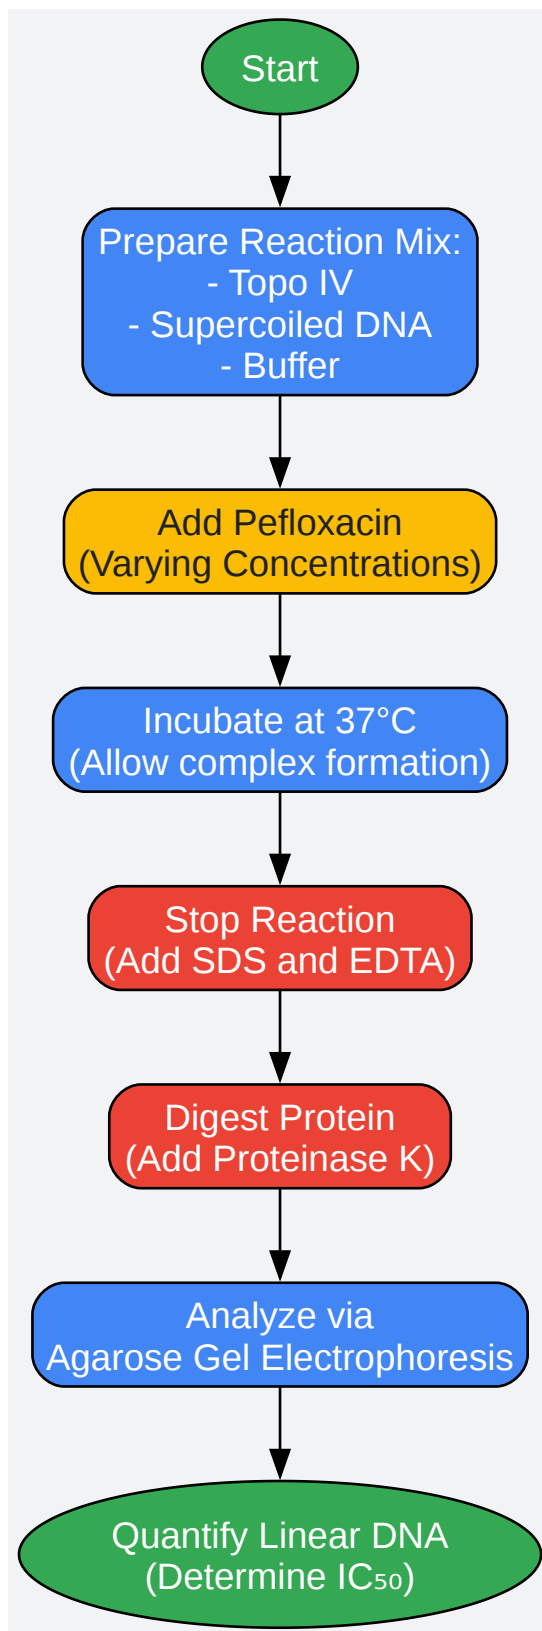 Start
Prepare Reaction Mix:
- Topo IV
- Supercoiled DNA
- Buffer
Add Pefloxacin
(Varying Concentrations)
Incubate at 37°C
(Allow complex formation)
Stop Reaction
(Add SDS and EDTA)
Digest Protein
(Add Proteinase K)
Analyze via
Agarose Gel Electrophoresis
Quantify Linear DNA
(Determine IC₅₀)